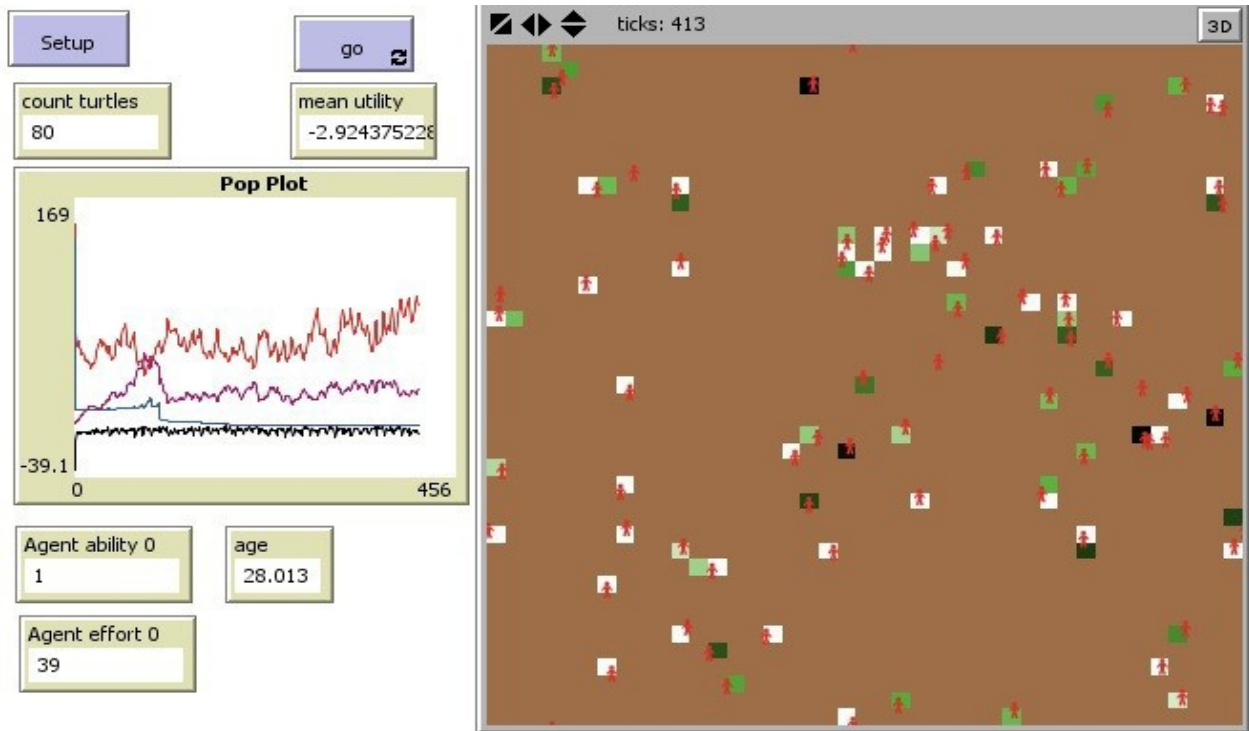 Setup
go
ticks: 413
3D
count turtles
80
mean utility
-2.924375228
Pop Plot
169
-39.1
0
456
Agent ability 0
1
age
28.013
Agent effort 0
39